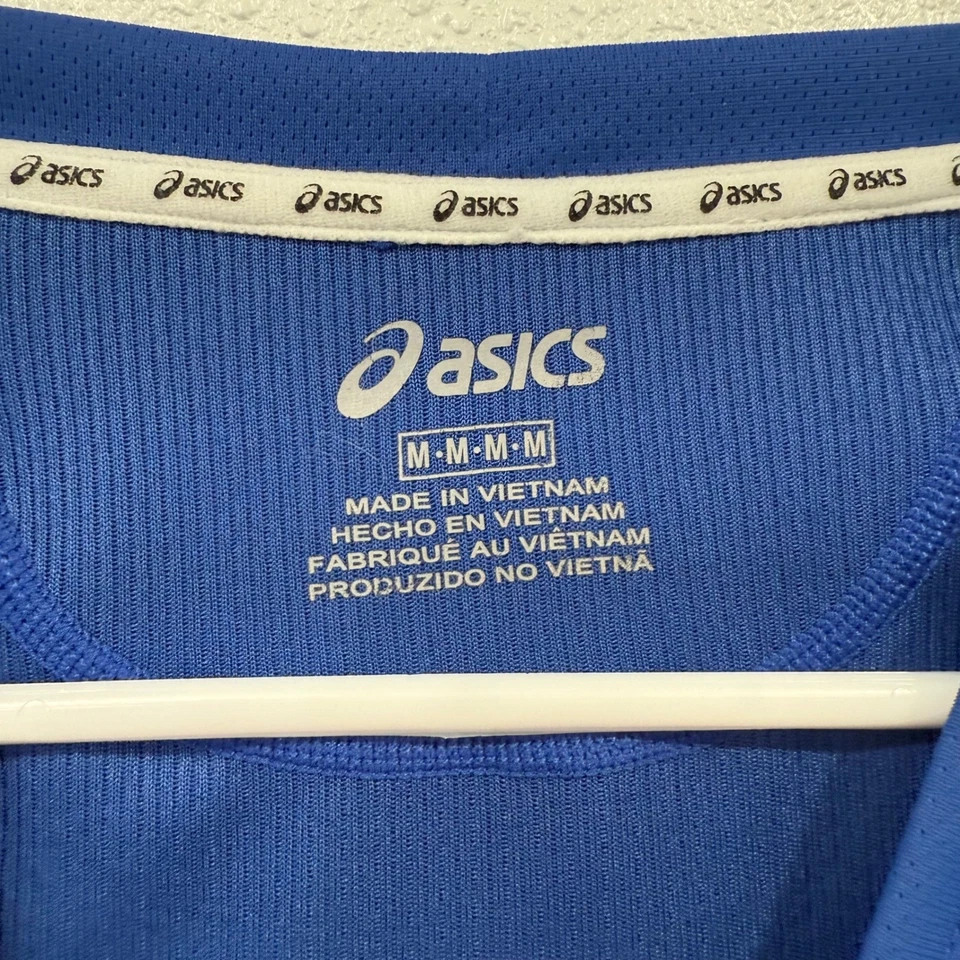 asics asics asics asics asics asics asics
asics
M·M·M·M
MADE IN VIETNAM
HECHO EN VIETNAM
FABRIQUÉ AU VIÊTNAM
PRODUZIDO NO VIETNÃ